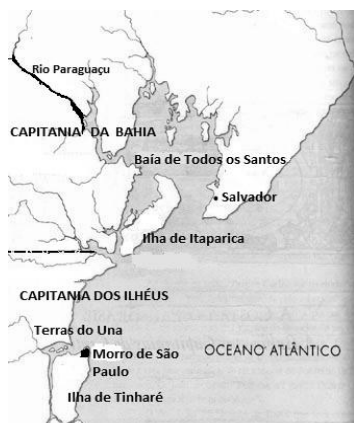 Rio Paraguaçu
CAPITANIA DA BAHIA
Baía de Todos os Santos
Salvador
Ilha de Itaparica
CAPITANIA DOS ILHÉUS
Terras do Una
Morro de São
Paulo
OCEANO ATLÂNTICO
Ilha de Tinharé